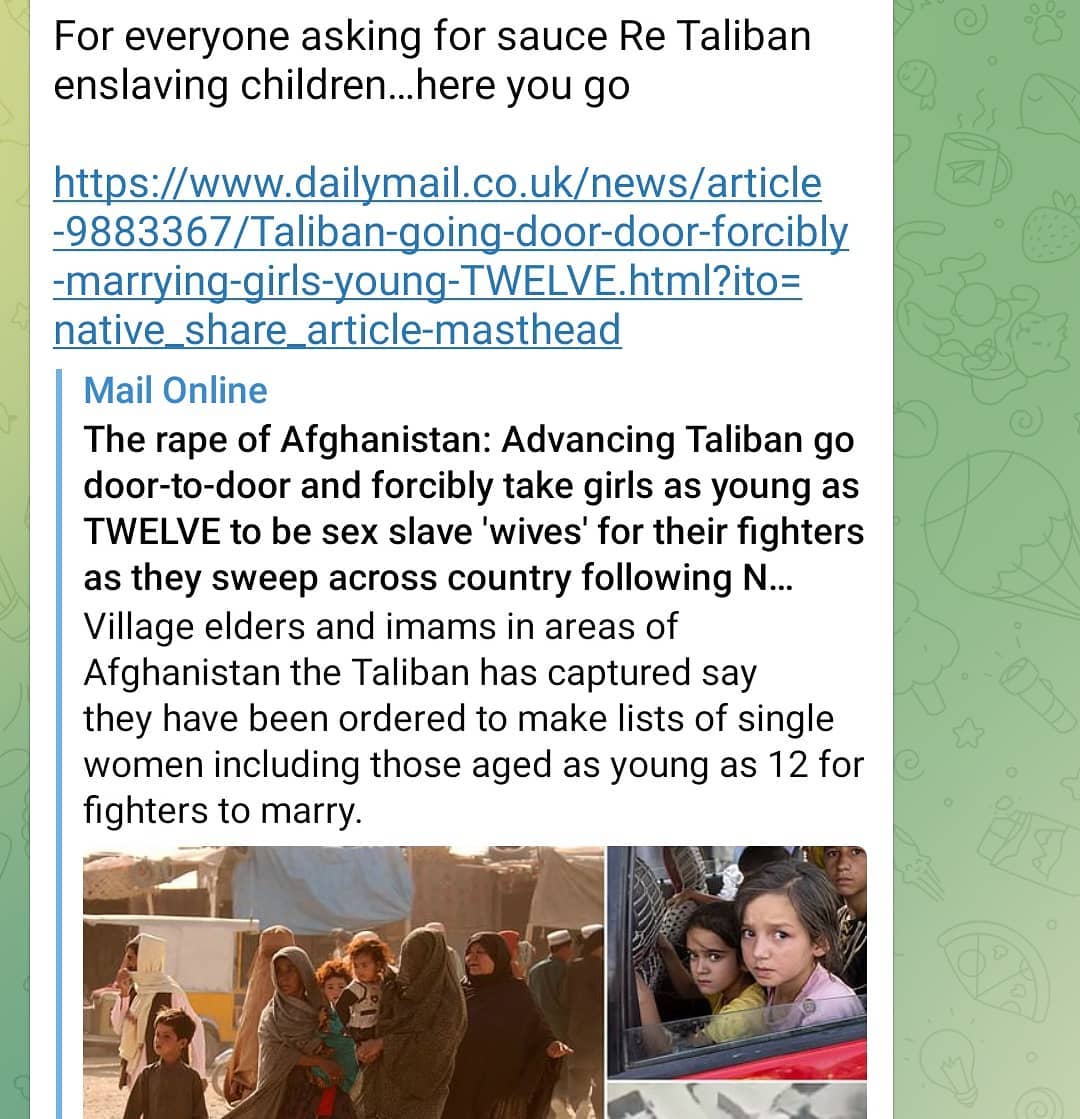 For everyone asking for sauce Re Taliban
enslaving children...here you go
https://www.dailymail.co.uk/news/article
-9883367/Taliban-going-door-door-forcibly
-marrying-girls-young-TWELVE.html?ito=
native_share_article-masthead
Mail Online
The rape of Afghanistan: Advancing Taliban go
door-to-door and forcibly take girls as young as
TWELVE to be sex slave 'wives' for their fighters
as they sweep across country following N...
Village elders and imams in areas of
Afghanistan the Taliban has captured say
they have been ordered to make lists of single
women including those aged as young as 12 for
fighters to marry.